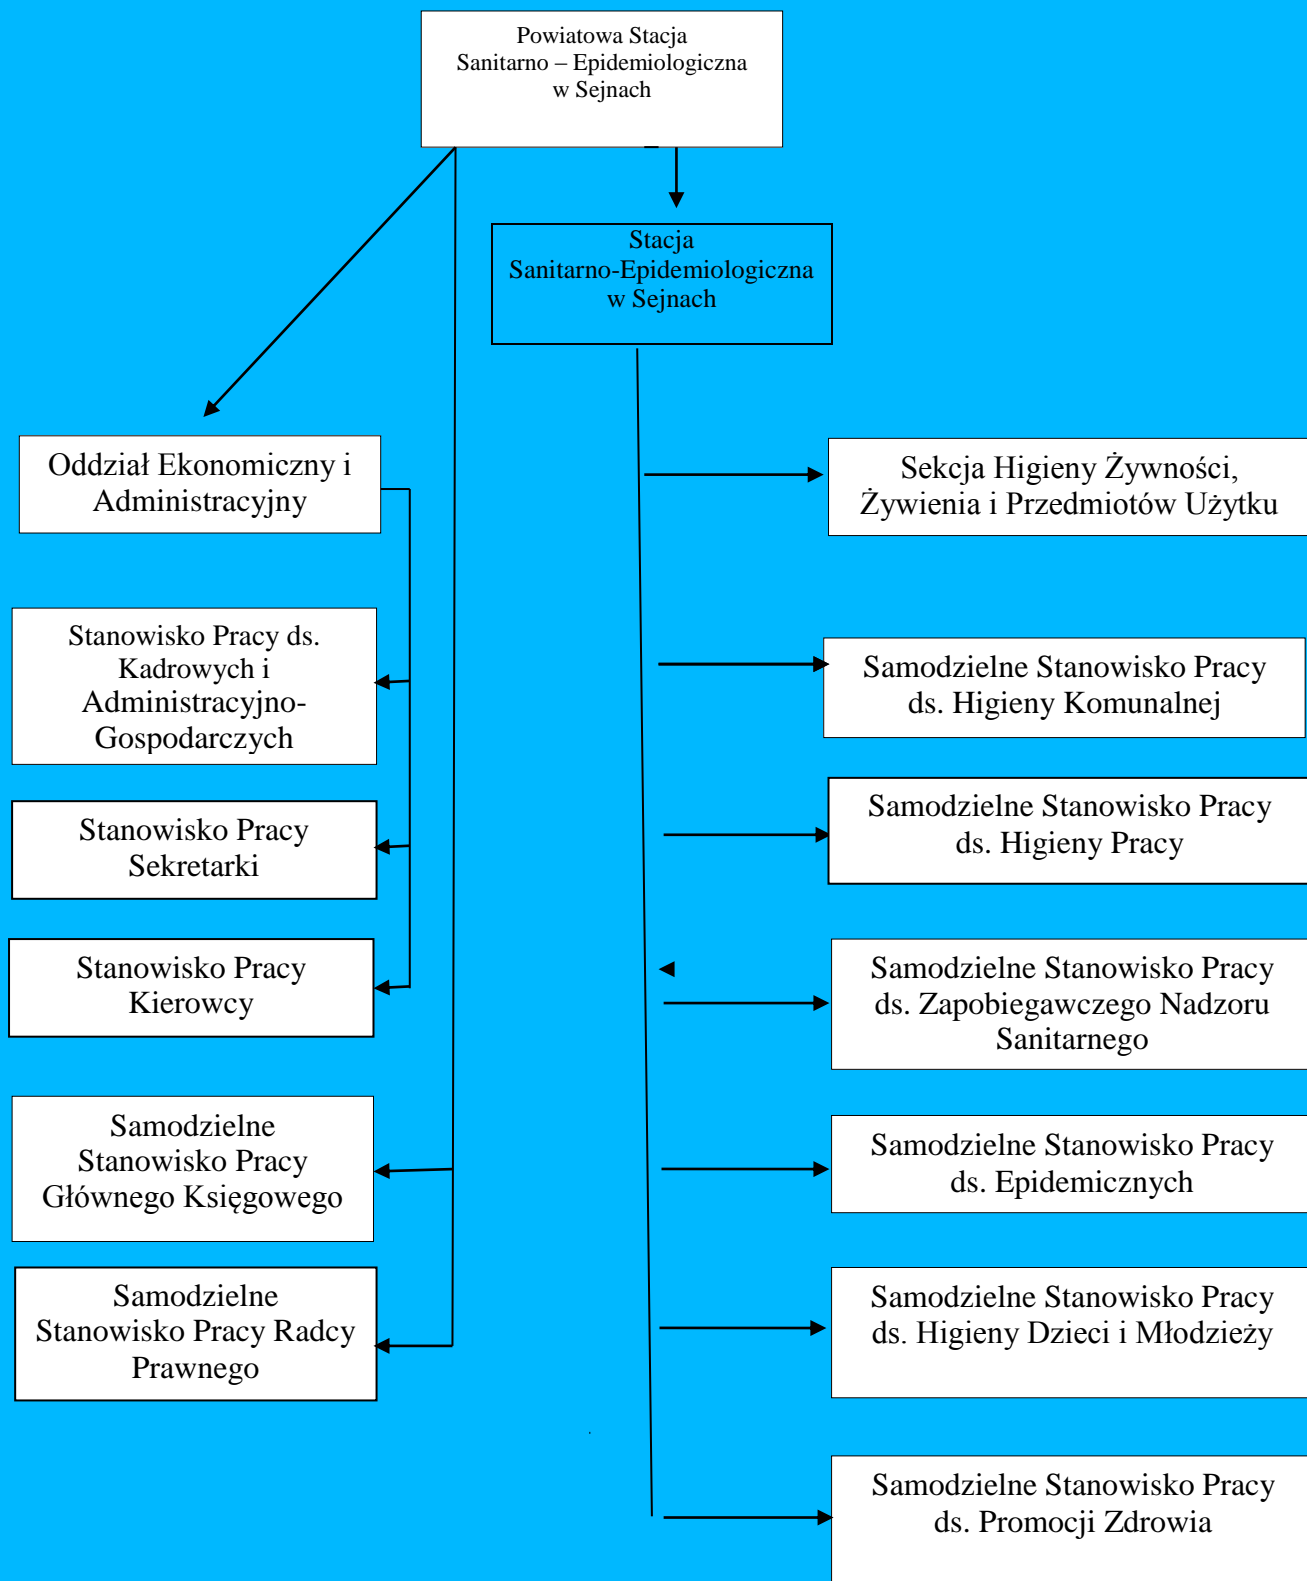 Powiatowa Stacja
Sanitarno – Epidemiologiczna
w Sejnach
Stacja
Sanitarno-Epidemiologiczna
w Sejnach
Oddział Ekonomiczny i
Administracyjny
Stanowisko Pracy ds.
Kadrowych i
Administracyjno-
Gospodarczych
Stanowisko Pracy
Sekretarki
Stanowisko Pracy
Kierowcy
Samodzielne
Stanowisko Pracy
Głównego Księgowego
Samodzielne
Stanowisko Pracy Radcy
Prawnego
Sekcja Higieny Żywności,
Żywienia i Przedmiotów Użytku
Samodzielne Stanowisko Pracy
ds. Higieny Komunalnej
Samodzielne Stanowisko Pracy
ds. Higieny Pracy
Samodzielne Stanowisko Pracy
ds. Zapobiegawczego Nadzoru
Sanitarnego
Samodzielne Stanowisko Pracy
ds. Epidemicznych
Samodzielne Stanowisko Pracy
ds. Higieny Dzieci i Młodzieży
Samodzielne Stanowisko Pracy
ds. Promocji Zdrowia